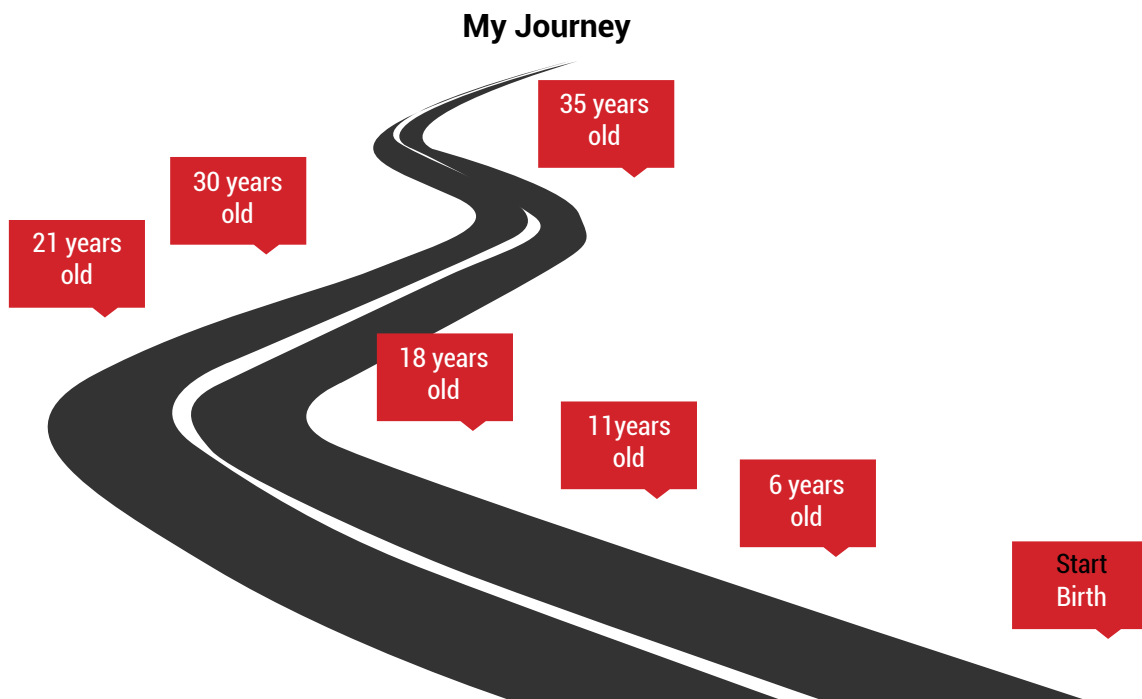 My Journey
35 years
old
30 years
old
21 years
old
18 years
old
11years
old
6 years
old
Start
Birth